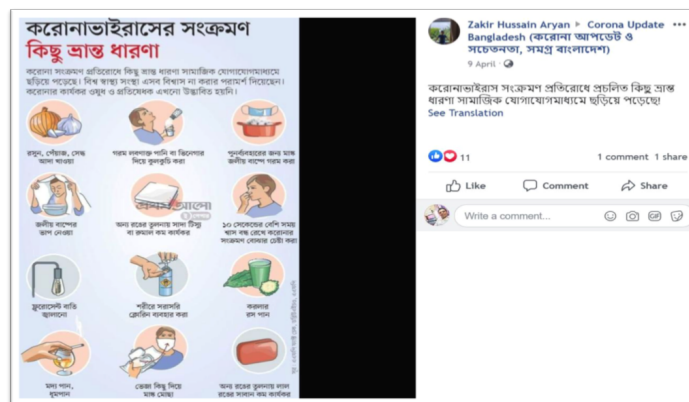 করোনাভাইরাসের সংক্রমণ
কিছু ভ্রান্ত ধারণা
করোনা সংক্রমণ প্রতিরোধে কিছু ভ্রান্ত ধারণা সামাজিক যোগাযোগমাধ্যমে
ছড়িয়ে পড়েছে। বিশ্ব স্বাস্থ্য সংস্থা এসব বিশ্বাস না করার পরামর্শ দিয়েছেন।
করোনার কার্যকর ওষুধ ও প্রতিষেধক এখনো উদ্ভাবিত হয়নি।
রসুন, পেঁয়াজ, সেদ্ধ
আদা খাওয়া
গরম লবণাক্ত পানি বা ভিনেগার
দিয়ে কুলকুচি করা
পুনর্ব্যবহারের জন্য মাস্ক
জলীয় বাষ্পে গরম করা
জলীয় বাষ্পের
ভাপ নেওয়া
প্রথম আলো
অন্য রঙের তুলনায় সাদা টিস্যু
বা রুমাল কম কার্যকর
১০ সেকেন্ডের বেশি সময়
শ্বাস বন্ধ রেখে করোনার
সংক্রমণ বোঝার চেষ্টা করা
ফ্লুরোসেন্ট বাতি
জ্বালানো
শরীরে সরাসরি
ক্লোরিন ব্যবহার করা
করলার
রস পান
মদ্য পান,
ধূমপান
ভেজা কিছু দিয়ে
মাস্ক মোছা
অন্য রঙের তুলনায় লাল
রঙের সাবান কম কার্যকর
Zakir Hussain Aryan ▸ Corona Update
Bangladesh (করোনা আপডেট ও
সচেতনতা, সমগ্র বাংলাদেশ)
9 April
করোনাভাইরাস সংক্রমণ প্রতিরোধে প্রচলিত কিছু ভ্রান্ত
ধারণা সামাজিক যোগাযোগমাধ্যমে ছড়িয়ে পড়েছে!
See Translation
11
1 comment 1 share
Like Comment Share
Write a comment...
GIF